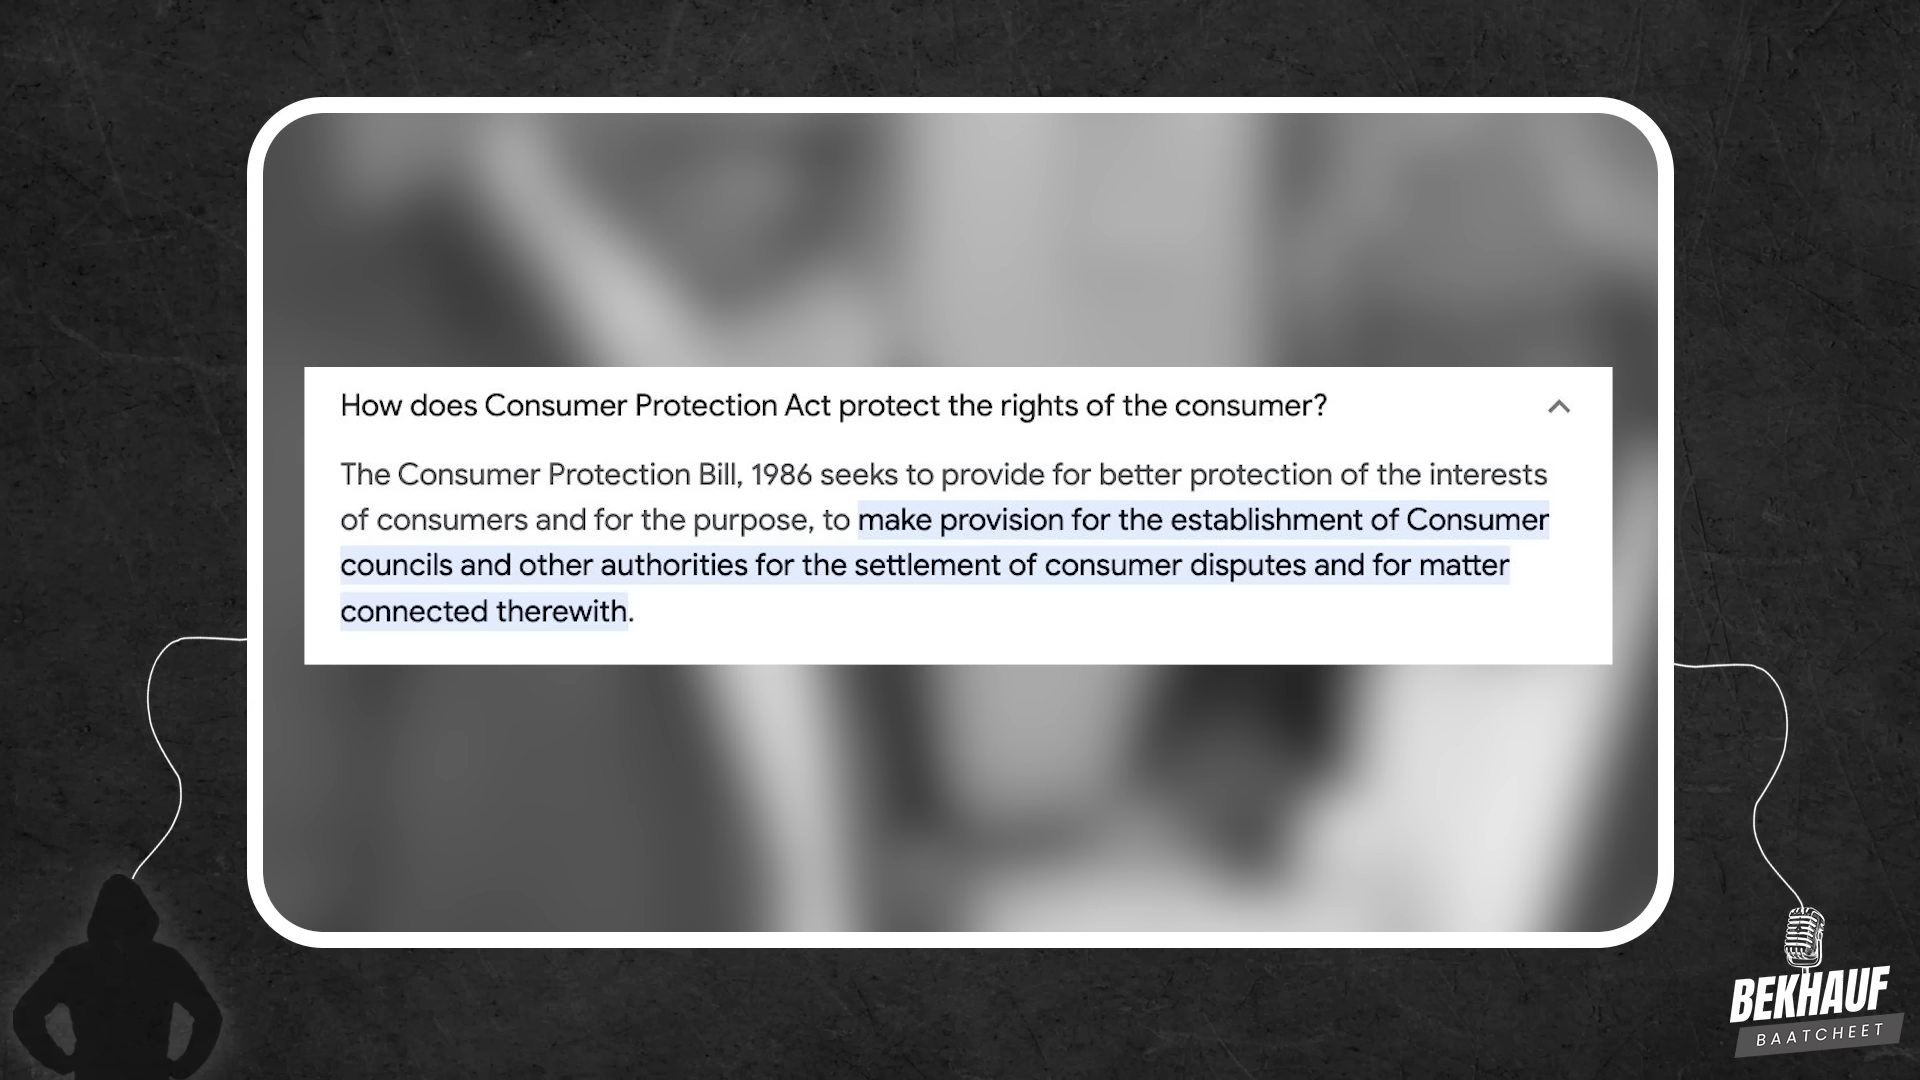 How does Consumer Protection Act protect the rights of the consumer?
The Consumer Protection Bill, 1986 seeks to provide for better protection of the interests
of consumers and for the purpose, to make provision for the establishment of Consumer
councils and other authorities for the settlement of consumer disputes and for matter
connected therewith.
BEKHAUF
BAATCHEET